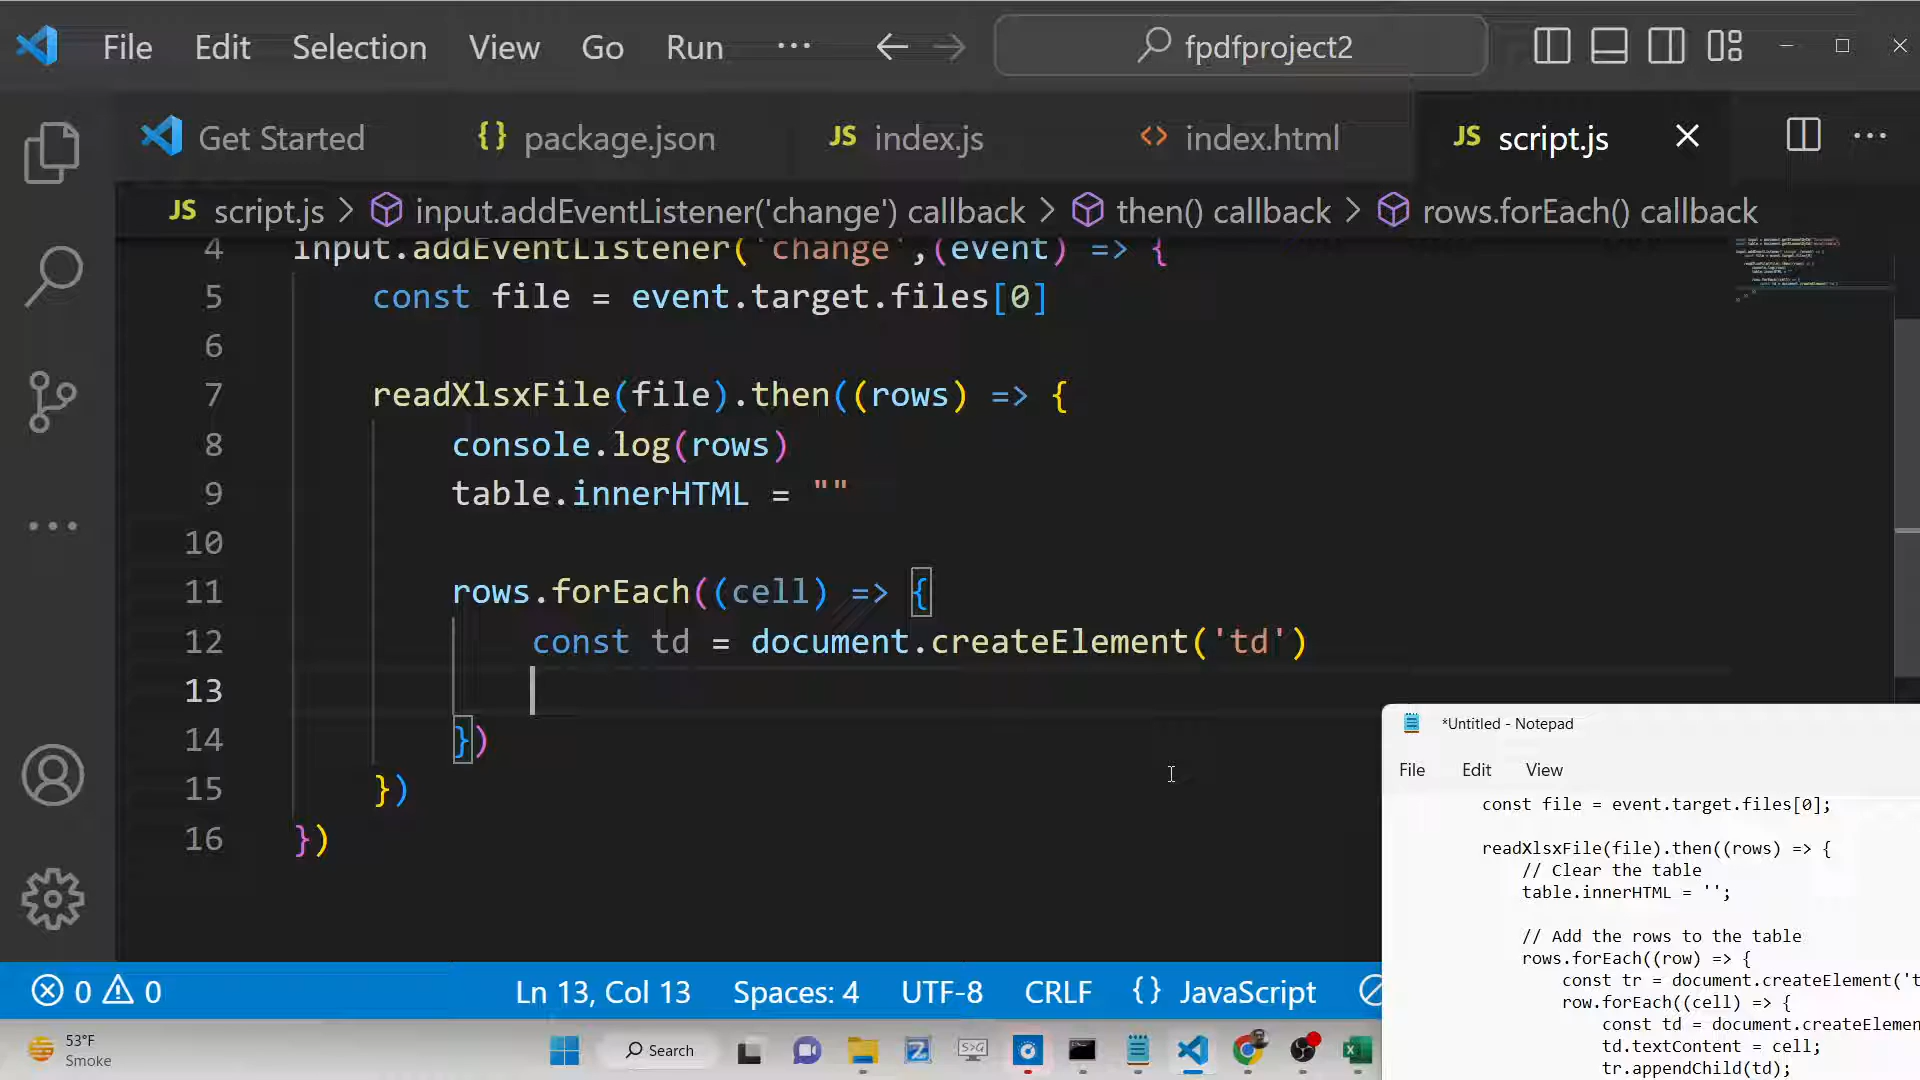 File Edit Selection View Go Run ··· fpdfproject2
Get Started {} package.json JS index.js <> index.html JS script.js
JS script.js > input.addEventListener('change') callback > then() callback > rows.forEach() callback
4 input.addEventListener('change',(event) => {
5 const file = event.target.files[0]
6
7 readXlsxFile(file).then((rows) => {
8 console.log(rows)
9 table.innerHTML = ""
10
11 rows.forEach((cell) => {
12 const td = document.createElement('td')
13
14 })
15 })
16 })
0 0 Ln 13, Col 13 Spaces: 4 UTF-8 CRLF {} JavaScript
*Untitled - Notepad
File Edit View
const file = event.target.files[0];
readXlsxFile(file).then((rows) => {
// Clear the table
table.innerHTML = '';
// Add the rows to the table
rows.forEach((row) => {
const tr = document.createElement('t
row.forEach((cell) => {
const td = document.createElemen
td.textContent = cell;
tr.appendChild(td);
53°F
Smoke
Search